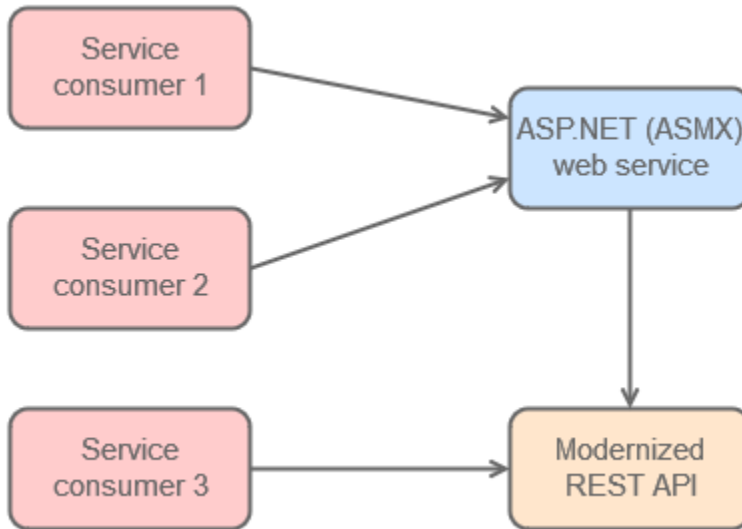 Service
consumer 1
ASP.NET (ASMX)
web service
Service
consumer 2
Service
consumer 3
Modernized
REST API